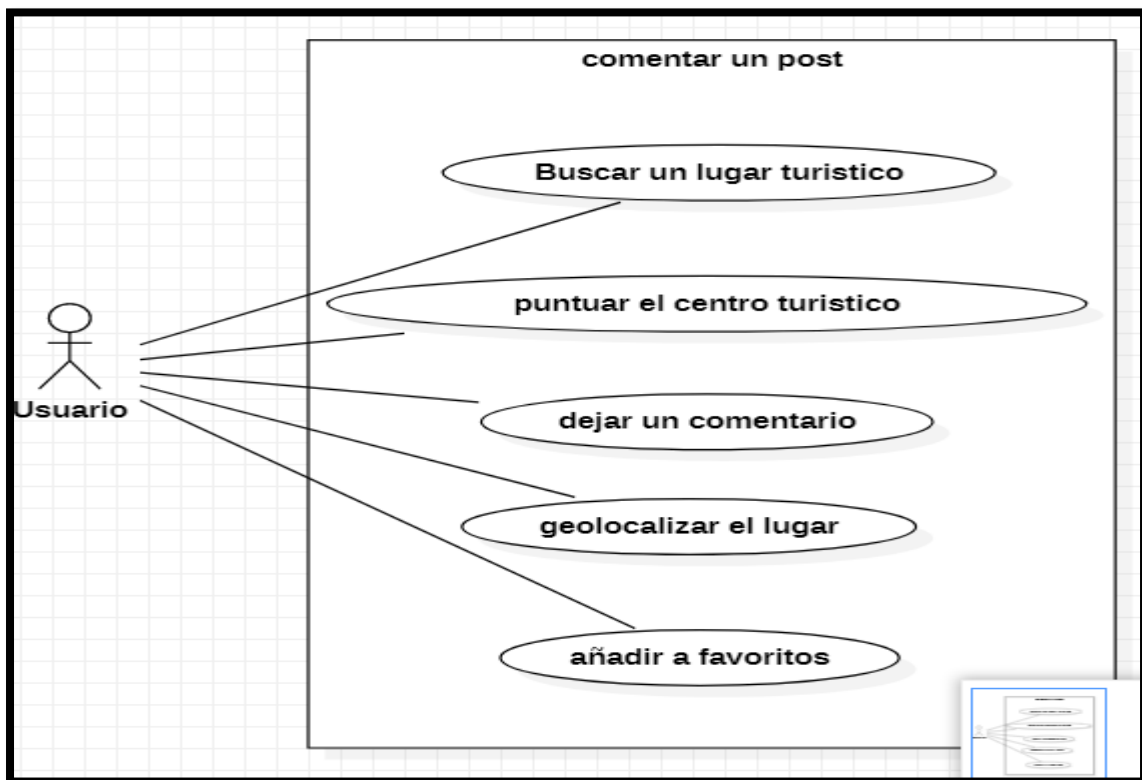 comentar un post
Buscar un lugar turistico
puntuar el centro turistico
Usuario
dejar un comentario
geolocalizar el lugar
añadir a favoritos